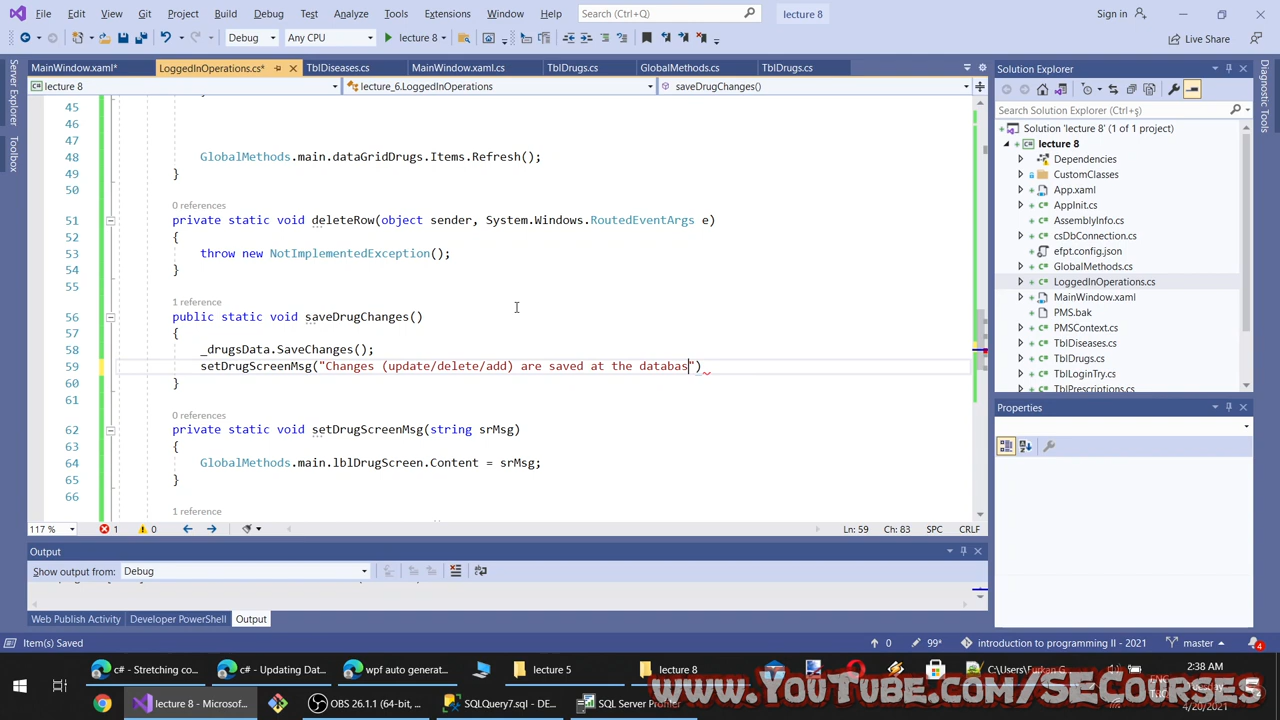 File Edit View Git Project Build Debug Test Analyze Tools Extensions Window Help Search (Ctrl+Q) lecture 8 Sign in
Debug Any CPU lecture 8 Live Share
MainWindow.xaml* LoggedInOperations.cs* TblDiseases.cs MainWindow.xaml.cs TblDrugs.cs GlobalMethods.cs TblDrugs.cs
lecture 8 lecture_6.LoggedInOperations saveDrugChanges()
Server Explorer
Toolbox
45
46
47
48 GlobalMethods.main.dataGridDrugs.Items.Refresh();
49 }
50
0 references
51 private static void deleteRow(object sender, System.Windows.RoutedEventArgs e)
52 {
53 throw new NotImplementedException();
54 }
55
1 reference
56 public static void saveDrugChanges()
57 {
58 _drugsData.SaveChanges();
59 setDrugScreenMsg("Changes (update/delete/add) are saved at the databas")
60 }
61
0 references
62 private static void setDrugScreenMsg(string srMsg)
63 {
64 GlobalMethods.main.lblDrugScreen.Content = srMsg;
65 }
66
1 reference
117 % 1 0 Ln: 59 Ch: 83 SPC CRLF
Output
Show output from: Debug
Web Publish Activity Developer PowerShell Output
Solution Explorer
Search Solution Explorer (Ctrl+ş)
Solution 'lecture 8' (1 of 1 project)
lecture 8
Dependencies
CustomClasses
App.xaml
AppInit.cs
AssemblyInfo.cs
csDbConnection.cs
efpt.config.json
GlobalMethods.cs
LoggedInOperations.cs
MainWindow.xaml
PMS.bak
PMSContext.cs
TblDiseases.cs
TblDrugs.cs
TblLoginTry.cs
TblPrescriptions.cs
Properties
Diagnostic Tools
Item(s) Saved 0 99* introduction to programming II - 2021 master 4
c# - Stretching co... c# - Updating Dat... wpf auto generat... lecture 5 lecture 8 C:\Users\Furkan G... 2:38 AM
lecture 8 - Microsof... OBS 26.1.1 (64-bit, ... SQLQuery7.sql - DE... SQL Server Profiler 4/20/2021
www.YouTube.com/SECourses